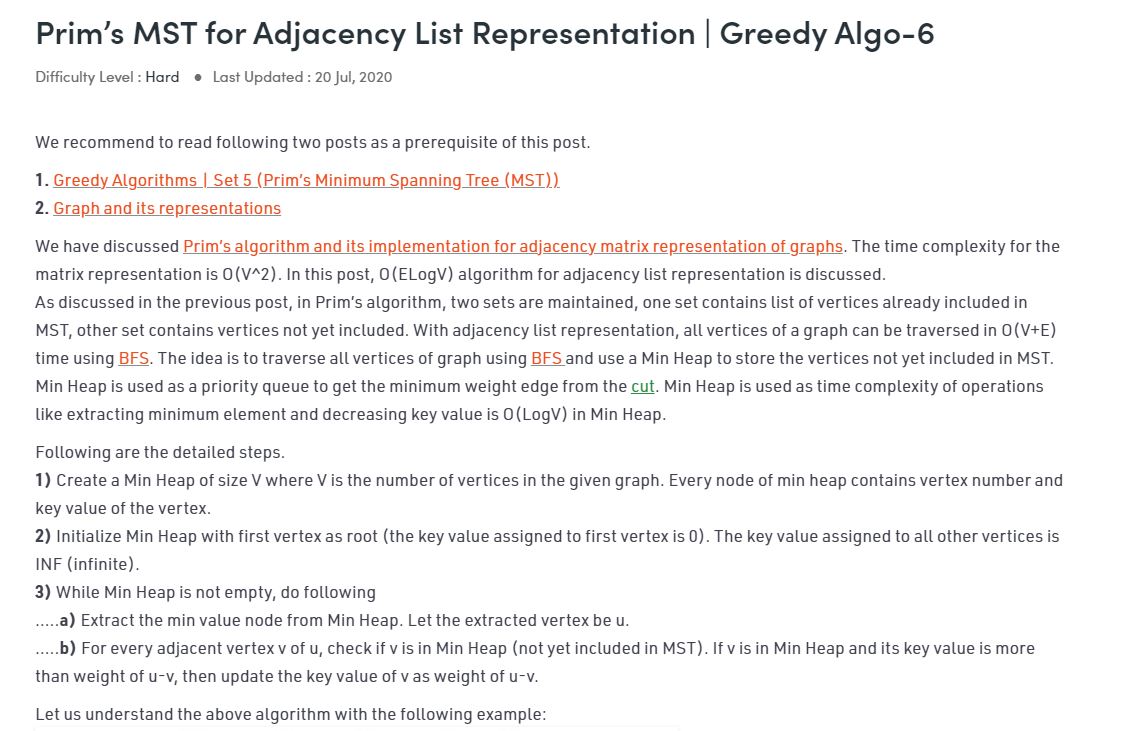 Prim’s MST for Adjacency List Representation | Greedy Algo-6
Difficulty Level : Hard ● Last Updated : 20 Jul, 2020
We recommend to read following two posts as a prerequisite of this post.
1. Greedy Algorithms | Set 5 (Prim’s Minimum Spanning Tree (MST))
2. Graph and its representations
We have discussed Prim’s algorithm and its implementation for adjacency matrix representation of graphs. The time complexity for the
matrix representation is O(V^2). In this post, O(ELogV) algorithm for adjacency list representation is discussed.
As discussed in the previous post, in Prim’s algorithm, two sets are maintained, one set contains list of vertices already included in
MST, other set contains vertices not yet included. With adjacency list representation, all vertices of a graph can be traversed in O(V+E)
time using BFS. The idea is to traverse all vertices of graph using BFS and use a Min Heap to store the vertices not yet included in MST.
Min Heap is used as a priority queue to get the minimum weight edge from the cut. Min Heap is used as time complexity of operations
like extracting minimum element and decreasing key value is O(LogV) in Min Heap.
Following are the detailed steps.
1) Create a Min Heap of size V where V is the number of vertices in the given graph. Every node of min heap contains vertex number and
key value of the vertex.
2) Initialize Min Heap with first vertex as root (the key value assigned to first vertex is 0). The key value assigned to all other vertices is
INF (infinite).
3) While Min Heap is not empty, do following
.....a) Extract the min value node from Min Heap. Let the extracted vertex be u.
.....b) For every adjacent vertex v of u, check if v is in Min Heap (not yet included in MST). If v is in Min Heap and its key value is more
than weight of u-v, then update the key value of v as weight of u-v.
Let us understand the above algorithm with the following example: